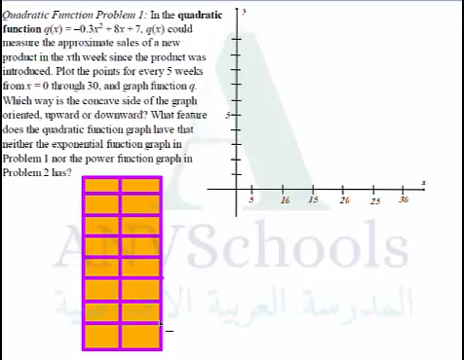 Quadratic Function Problem 1: In the quadratic
function q(x) = –0.3x² + 8x + 7, q(x) could
measure the approximate sales of a new
product in the xth week since the product was
introduced. Plot the points for every 5 weeks
from x = 0 through 30, and graph function q.
Which way is the concave side of the graph
oriented, upward or downward? What feature
does the quadratic function graph have that
neither the exponential function graph in
Problem 1 nor the power function graph in
Problem 2 has?
y
5
x
5 10 15 20 25 30
ANVSchools
المدرسة العربية